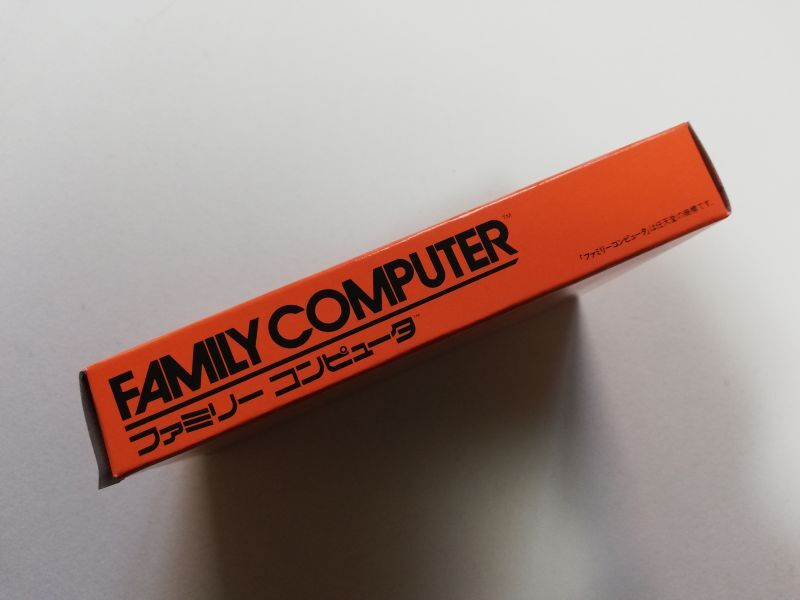 FAMILY COMPUTER™
ファミリー コンピュータ™
「ファミリーコンピュータ」は任天堂の商標です。